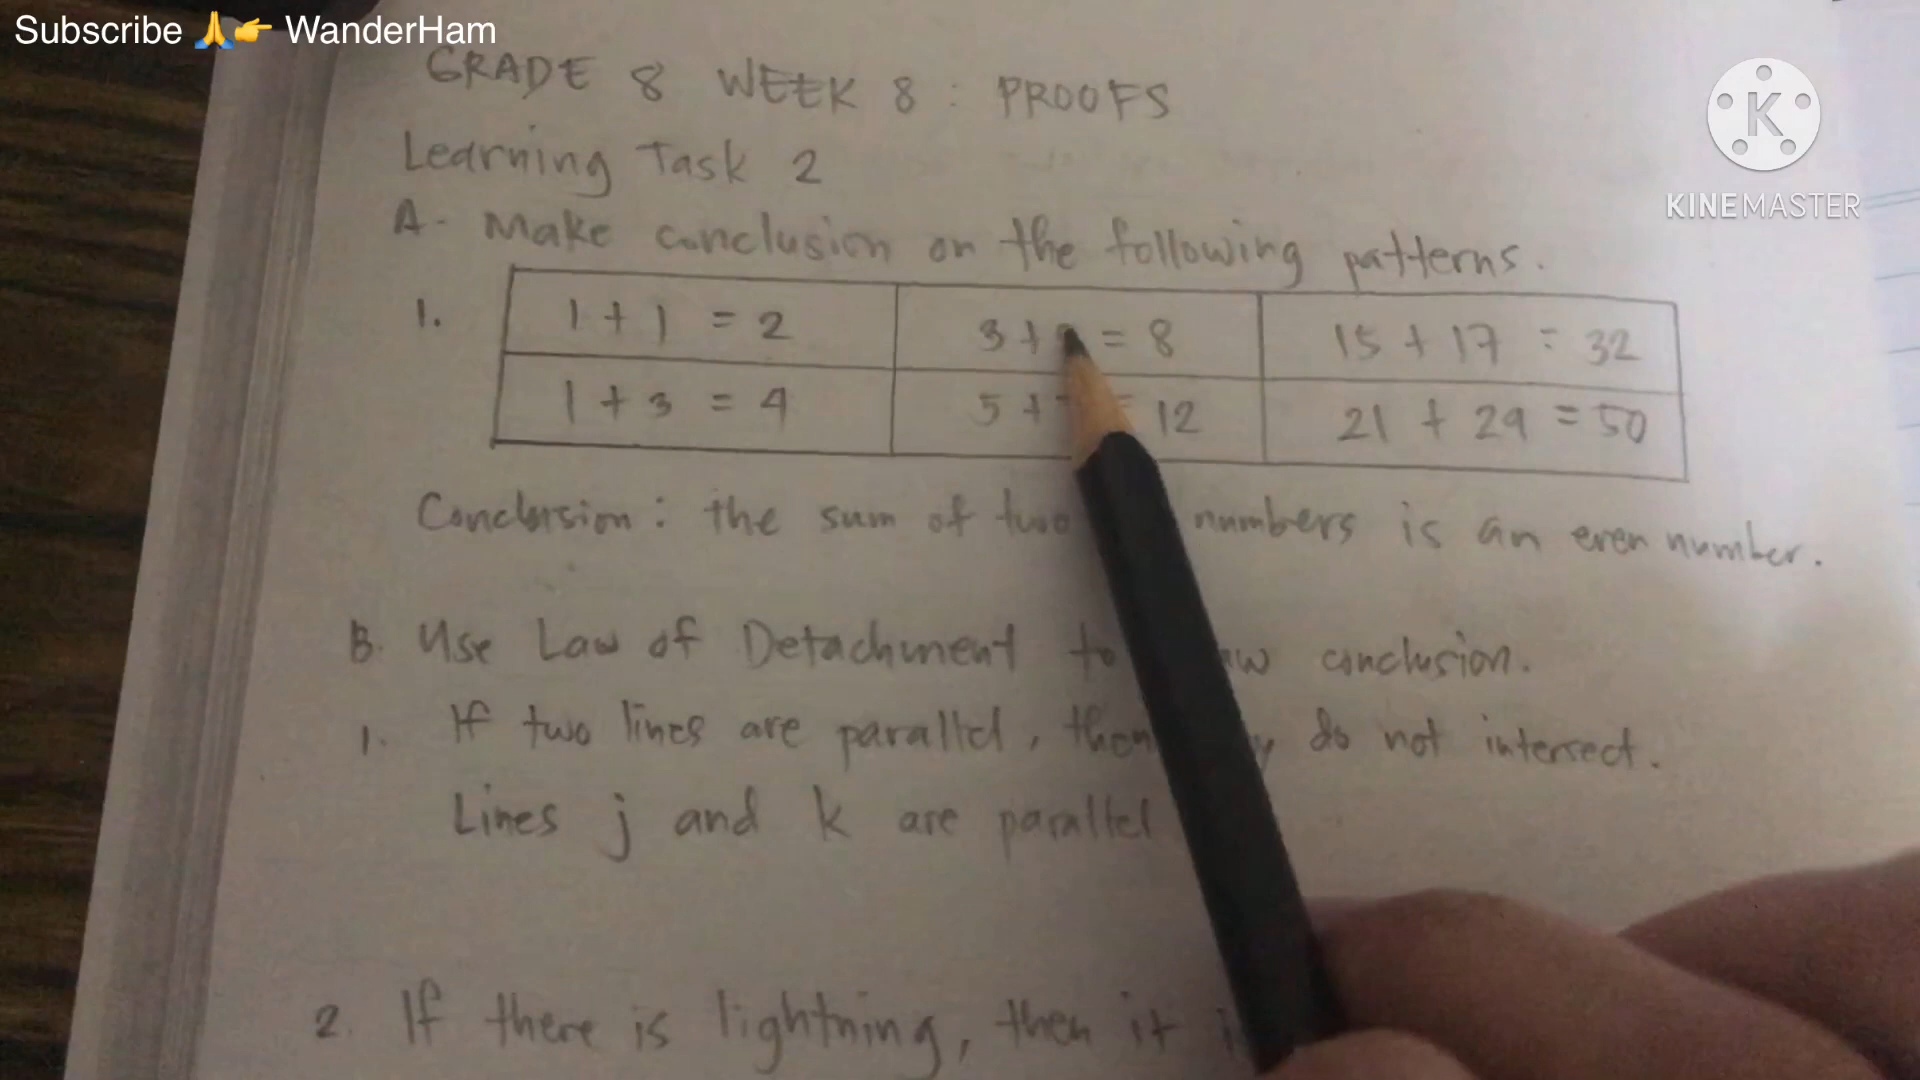 Subscribe 🙏👉 WanderHam
KINEMASTER
GRADE 8 WEEK 8 : PROOFS
Learning Task 2
A. Make conclusion on the following patterns.
1. 1 + 1 = 2 3 + = 8 15 + 17 = 32
1 + 3 = 4 5 + = 12 21 + 29 = 50
Conclusion : the sum of two numbers is an even number.
B. Use Law of Detachment to conclusion.
1. If two lines are parallel, then do not intersect.
Lines j and k are parallel
2. If there is lightning, then it